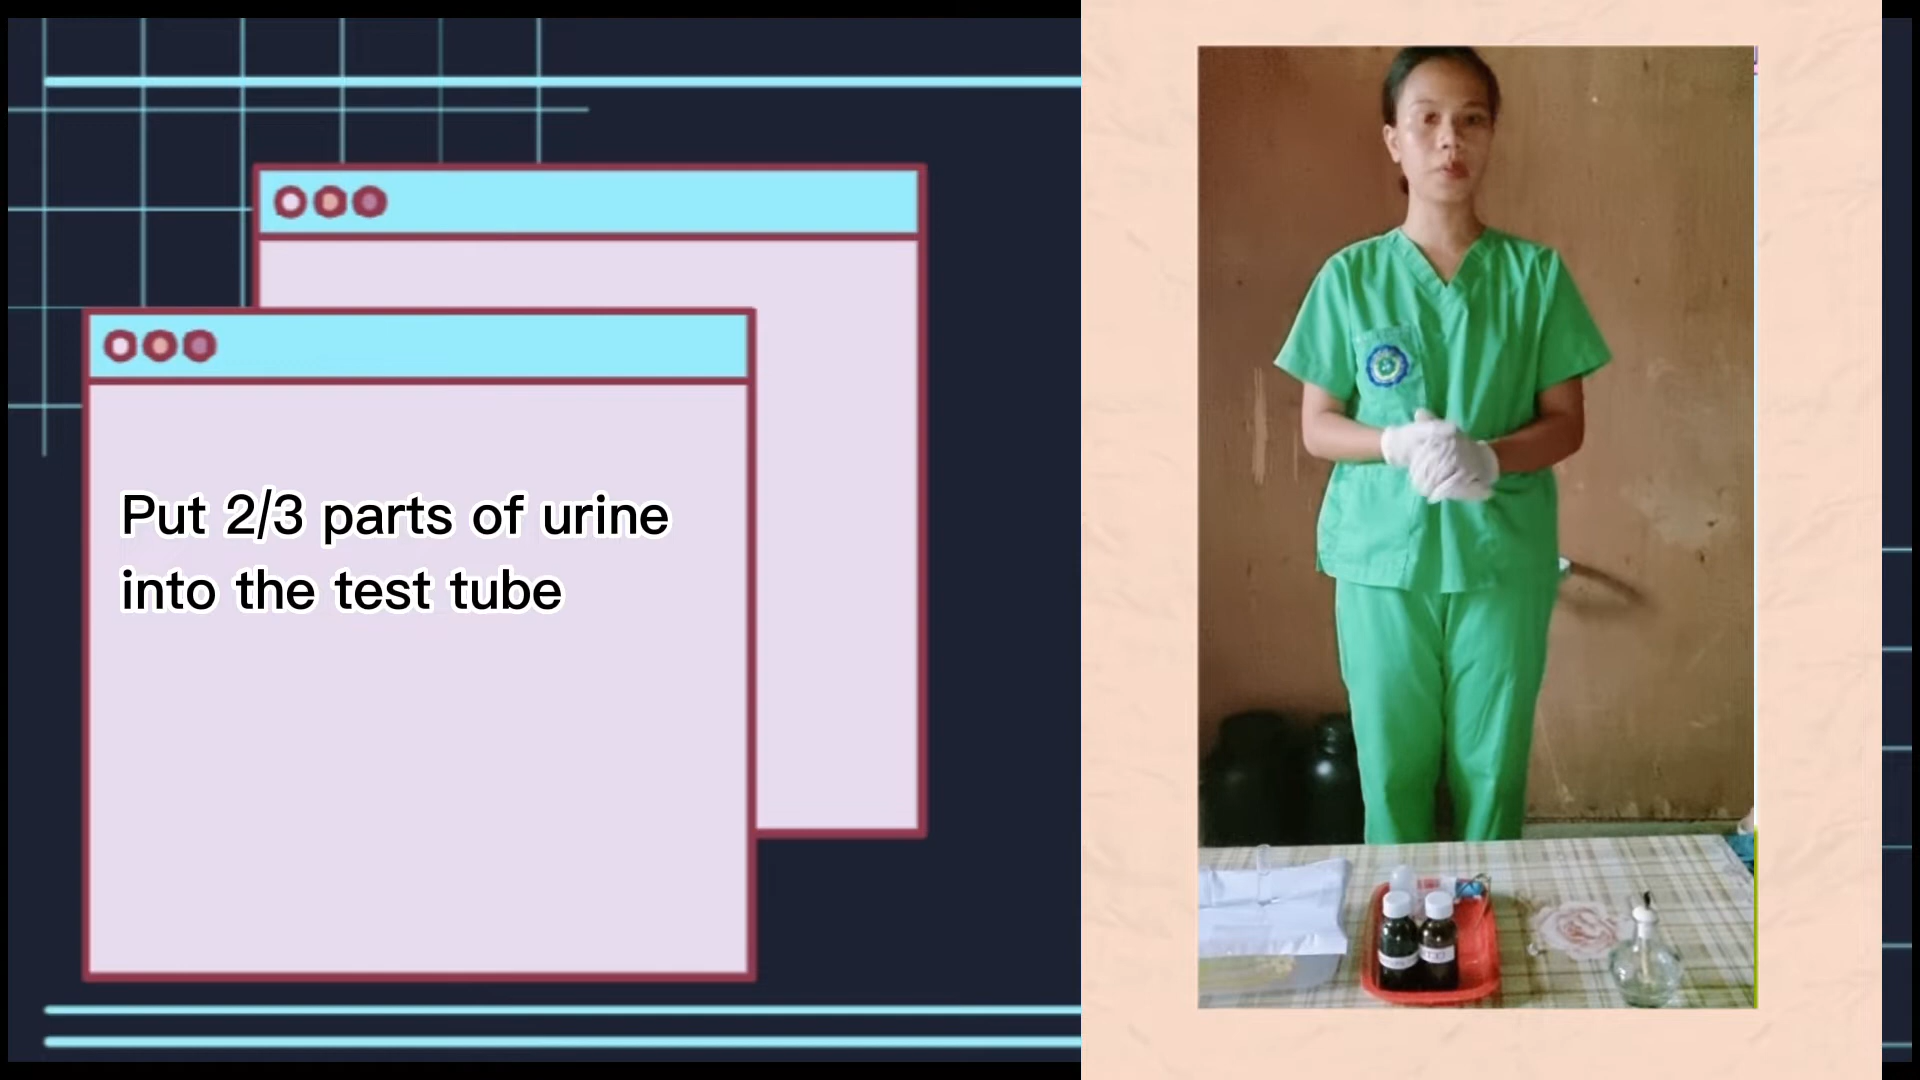 Put 2/3 parts of urine
into the test tube